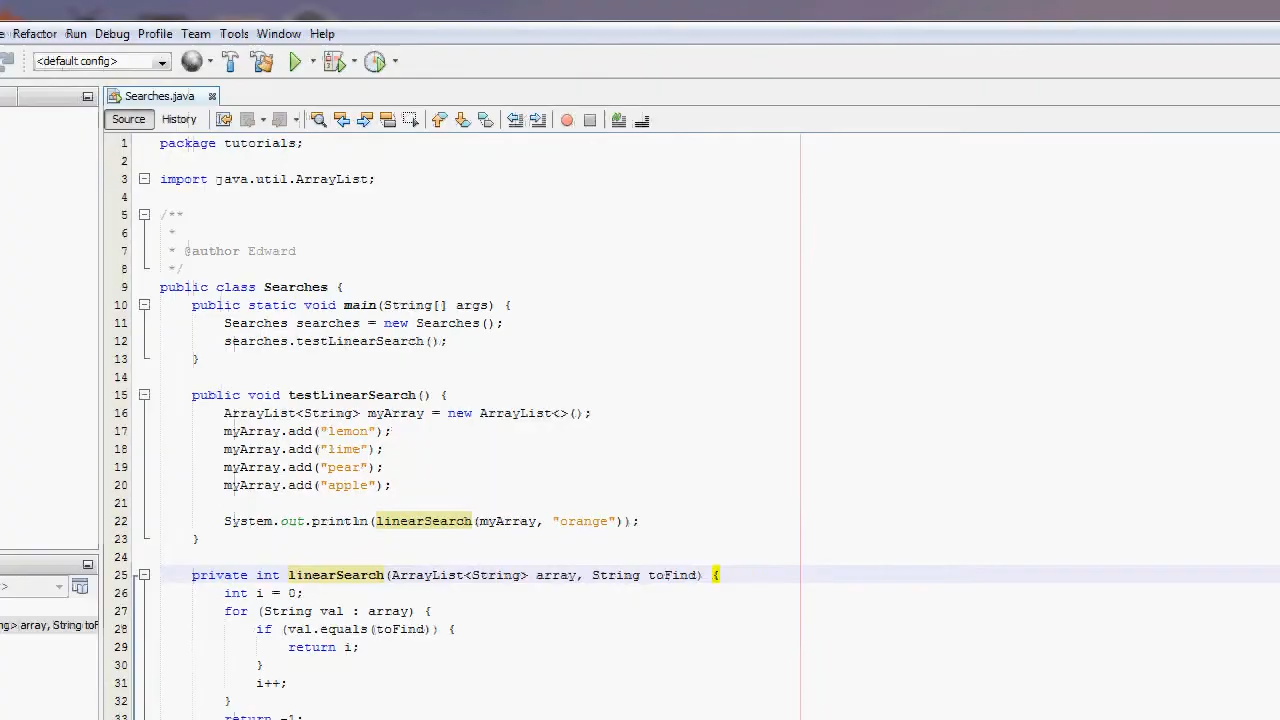 Refactor Run Debug Profile Team Tools Window Help
<default config>
Searches.java
Source History
1 package tutorials;
2
3 import java.util.ArrayList;
4
5 /**
6 *
7 * @author Edward
8 */
9 public class Searches {
10 public static void main(String[] args) {
11 Searches searches = new Searches();
12 searches.testLinearSearch();
13 }
14
15 public void testLinearSearch() {
16 ArrayList<String> myArray = new ArrayList<>();
17 myArray.add("lemon");
18 myArray.add("lime");
19 myArray.add("pear");
20 myArray.add("apple");
21
22 System.out.println(linearSearch(myArray, "orange"));
23 }
24
25 private int linearSearch(ArrayList<String> array, String toFind) {
26 int i = 0;
27 for (String val : array) {
28 if (val.equals(toFind)) {
29 return i;
30 }
31 i++;
32 }
33 return -1;
ng> array, String toF